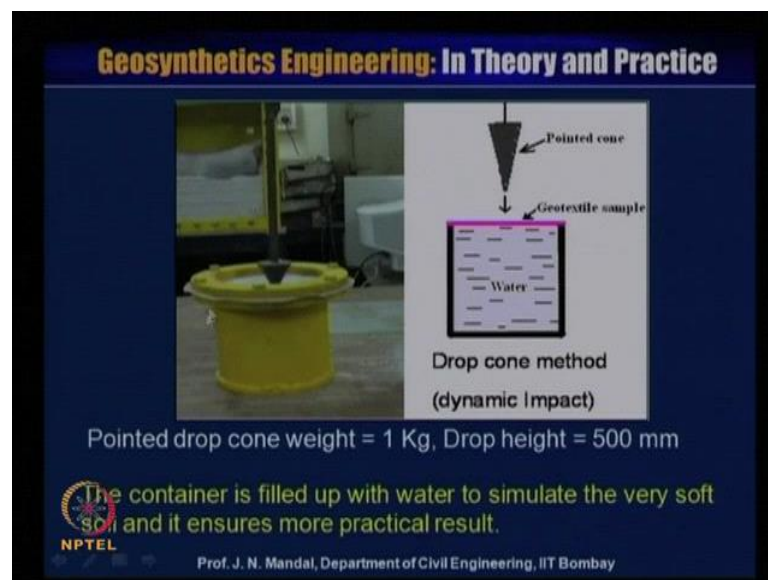 Geosynthetics Engineering: In Theory and Practice
Pointed cone
Geotextile sample
Water
Drop cone method
(dynamic Impact)
Pointed drop cone weight = 1 Kg, Drop height = 500 mm
The container is filled up with water to simulate the very soft
soil and it ensures more practical result.
NPTEL
Prof. J. N. Mandal, Department of Civil Engineering, IIT Bombay